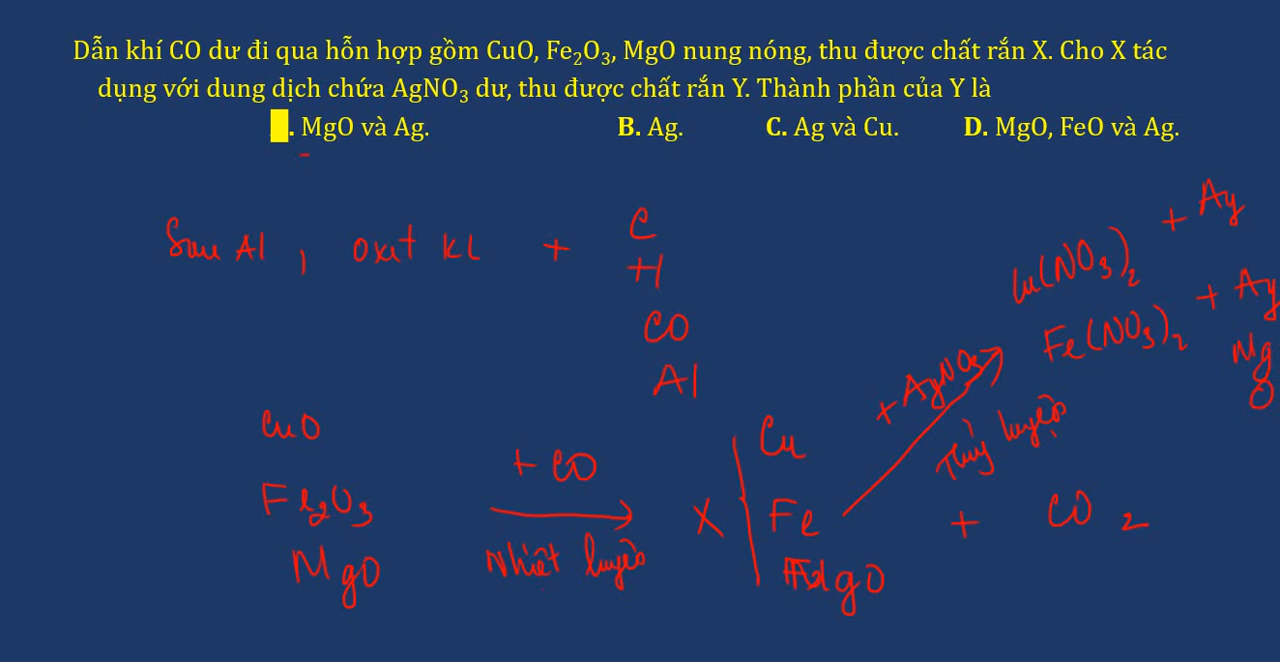 Dẫn khí CO dư đi qua hỗn hợp gồm CuO, Fe₂O₃, MgO nung nóng, thu được chất rắn X. Cho X tác
dụng với dung dịch chứa AgNO₃ dư, thu được chất rắn Y. Thành phần của Y là
. MgO và Ag. B. Ag. C. Ag và Cu. D. MgO, FeO và Ag.
Sau Al, oxit KL + C
H
CO
Al
Cu(NO₃)₂ + Ag
Fe(NO₃)₂ + Ag
MgO
+ AgNO₃
Thủy luyện
CuO
Fe₂O₃
MgO
+ CO
Nhiệt luyện
X
Cu
Fe
gO
+ CO₂